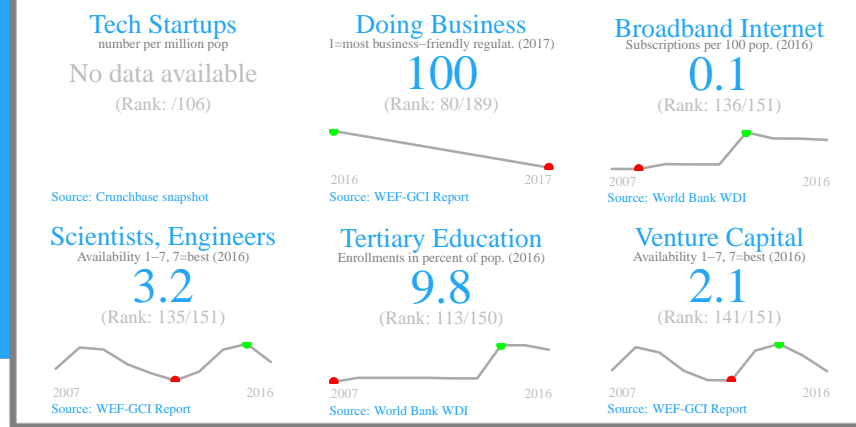 Tech Startups
number per million pop
No data available
(Rank: /106)
Source: Crunchbase snapshot
Doing Business
1=most business−friendly regulat. (2017)
100
(Rank: 80/189)
2016 2017
Source: WEF-GCI Report
Broadband Internet
Subscriptions per 100 pop. (2016)
0.1
(Rank: 136/151)
2007 2016
Source: World Bank WDI
Scientists, Engineers
Availability 1−7, 7=best (2016)
3.2
(Rank: 135/151)
2007 2016
Source: WEF-GCI Report
Tertiary Education
Enrollments in percent of pop. (2016)
9.8
(Rank: 113/150)
2007 2016
Source: World Bank WDI
Venture Capital
Availability 1−7, 7=best (2016)
2.1
(Rank: 141/151)
2007 2016
Source: WEF-GCI Report